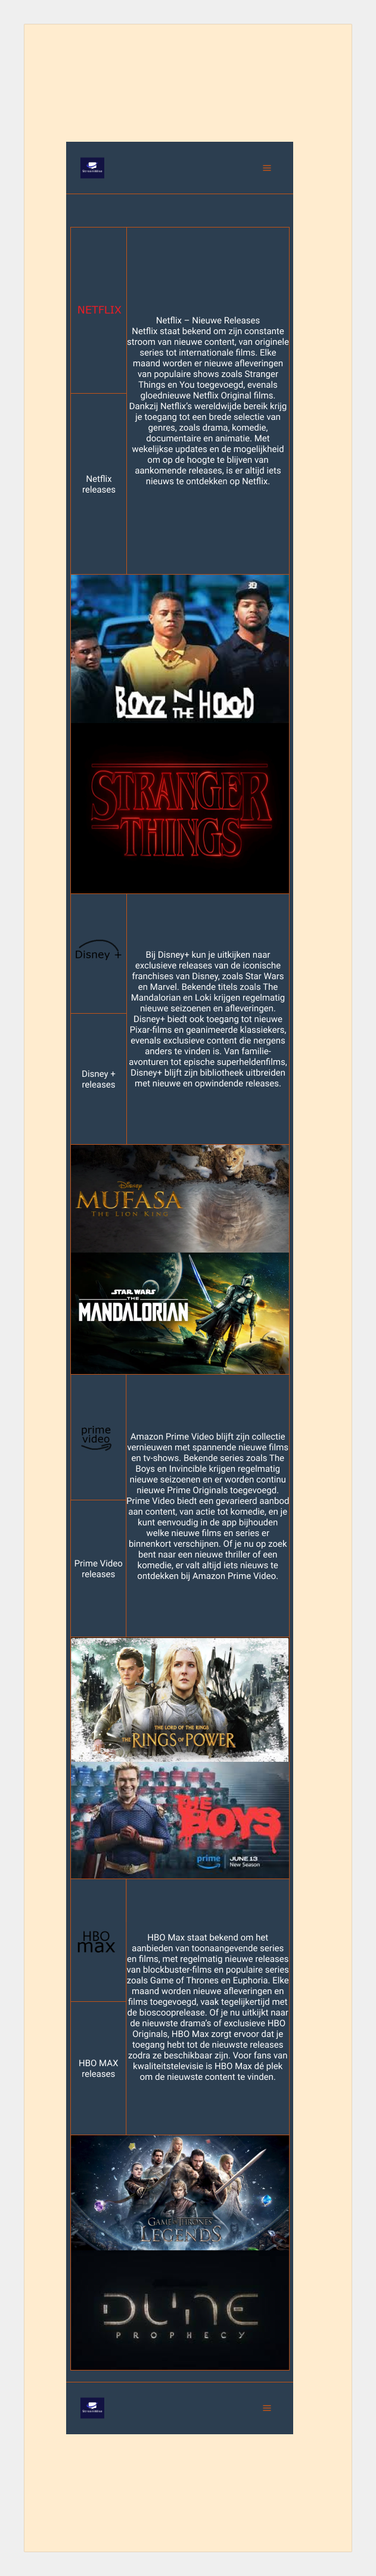 NETFLIX
Netflix
releases
Netflix – Nieuwe Releases
Netflix staat bekend om zijn constante
stroom van nieuwe content, van originele
series tot internationale films. Elke
maand worden er nieuwe afleveringen
van populaire shows zoals Stranger
Things en You toegevoegd, evenals
gloednieuwe Netflix Original films.
Dankzij Netflix's wereldwijde bereik krijg
je toegang tot een brede selectie van
genres, zoals drama, komedie,
documentaire en animatie. Met
wekelijkse updates en de mogelijkheid
om op de hoogte te blijven van
aankomende releases, is er altijd iets
nieuws te ontdekken op Netflix.
BOYZ N
THE HOOD
STRANGER
THINGS
Disney +
Disney +
releases
Bij Disney+ kun je uitkijken naar
exclusieve releases van de iconische
franchises van Disney, zoals Star Wars
en Marvel. Bekende titels zoals The
Mandalorian en Loki krijgen regelmatig
nieuwe seizoenen en afleveringen.
Disney+ biedt ook toegang tot nieuwe
Pixar-films en geanimeerde klassiekers,
evenals exclusieve content die nergens
anders te vinden is. Van familie-
avonturen tot epische superheldenfilms,
Disney+ blijft zijn bibliotheek uitbreiden
met nieuwe en opwindende releases.
Disney
MUFASA
THE LION KING
STAR WARS
THE
MANDALORIAN
prime
video
Prime Video
releases
Amazon Prime Video blijft zijn collectie
vernieuwen met spannende nieuwe films
en tv-shows. Bekende series zoals The
Boys en Invincible krijgen regelmatig
nieuwe seizoenen en er worden continu
nieuwe Prime Originals toegevoegd.
Prime Video biedt een gevarieerd aanbod
aan content, van actie tot komedie, en je
kunt eenvoudig in de app bijhouden
welke nieuwe films en series er
binnenkort verschijnen. Of je nu op zoek
bent naar een nieuwe thriller of een
komedie, er valt altijd iets nieuws te
ontdekken bij Amazon Prime Video.
THE LORD OF THE RINGS
THE RINGS OF POWER
THE
BOYS
prime
JUNE 13
New Season
HBO
max
HBO MAX
releases
HBO Max staat bekend om het
aanbieden van toonaangevende series
en films, met regelmatig nieuwe releases
van blockbuster-films en populaire series
zoals Game of Thrones en Euphoria. Elke
maand worden nieuwe afleveringen en
films toegevoegd, vaak tegelijkertijd met
de bioscooprelease. Of je nu uitkijkt naar
de nieuwste drama's of exclusieve HBO
Originals, HBO Max zorgt ervoor dat je
toegang hebt tot de nieuwste releases
zodra ze beschikbaar zijn. Voor fans van
kwaliteitstelevisie is HBO Max dé plek
om de nieuwste content te vinden.
GAME OF THRONES
LEGENDS
DUNE
PROPHECY